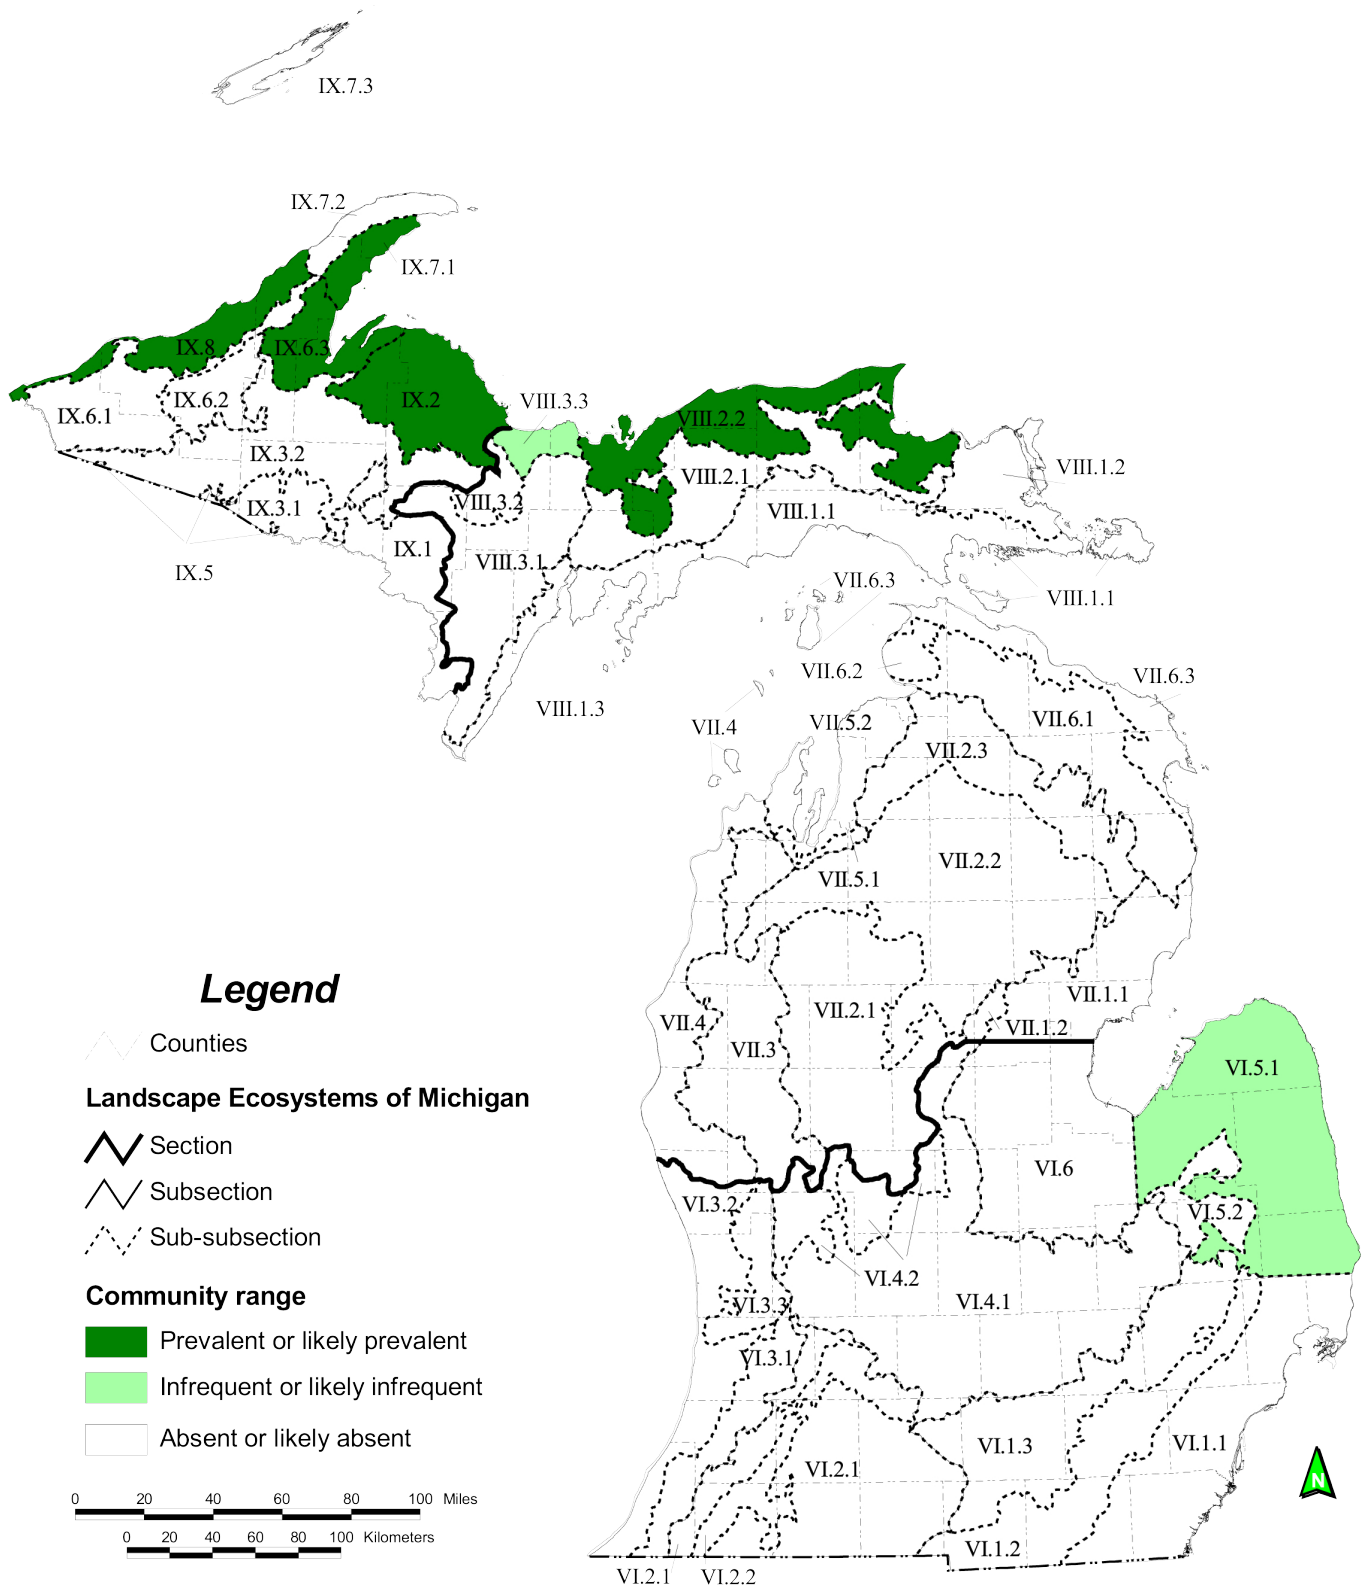 IX.7.3
IX.7.2
IX.7.1
IX.8
IX.6.3
IX.6.1
IX.6.2
IX.2
VIII.3.3
VIII.2.2
IX.3.2
VIII.2.1
VIII.1.2
IX.3.1
VIII.3.2
VIII.1.1
IX.1
VIII.3.1
IX.5
VII.6.3
VIII.1.1
VII.6.2
VII.6.3
VIII.1.3
VII.4
VII.5.2
VII.6.1
VII.2.3
VII.2.2
VII.5.1
VII.1.1
VII.2.1
VII.4
VII.1.2
VII.3
VI.5.1
VI.6
VI.3.2
VI.5.2
VI.4.2
VI.3.3
VI.4.1
VI.3.1
VI.1.3
VI.1.1
VI.2.1
VI.1.2
VI.2.1
VI.2.2
Legend
Counties
Landscape Ecosystems of Michigan
Section
Subsection
Sub-subsection
Community range
Prevalent or likely prevalent
Infrequent or likely infrequent
Absent or likely absent
0 20 40 60 80 100 Miles
0 20 40 60 80 100 Kilometers
N